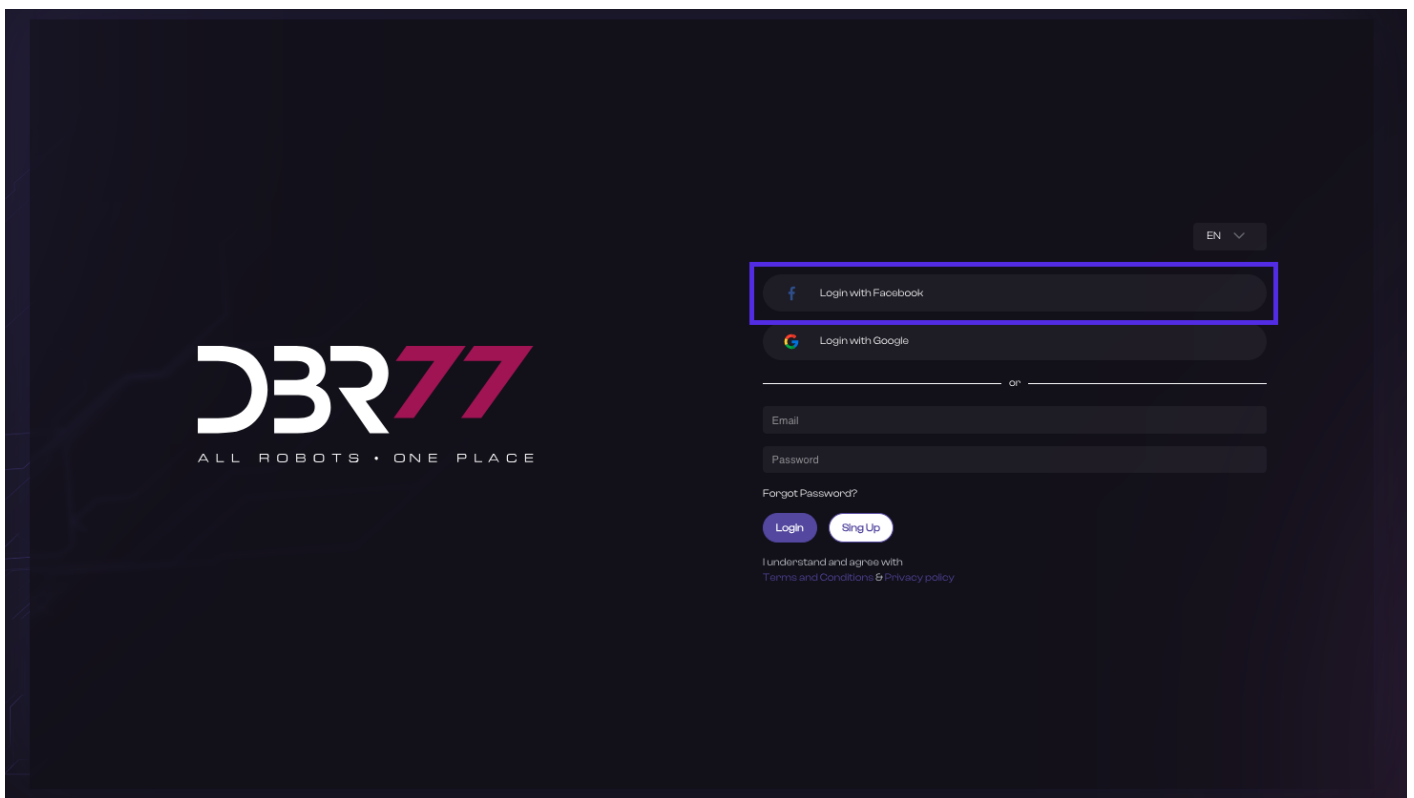 EN
Login with Facebook
Login with Google
or
Email
Password
Forgot Password?
Login
Sing Up
I understand and agree with
Terms and Conditions & Privacy policy
DBR77
ALL ROBOTS • ONE PLACE